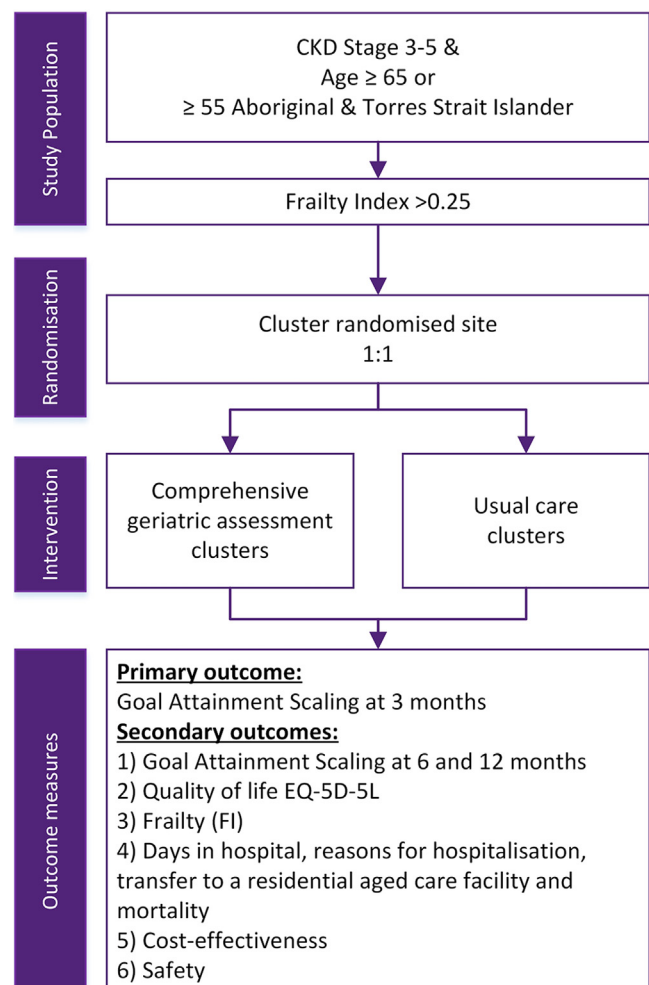 Study Population
CKD Stage 3-5 &
Age ≥ 65 or
≥ 55 Aboriginal & Torres Strait Islander
Frailty Index >0.25
Randomisation
Cluster randomised site
1:1
Intervention
Comprehensive
geriatric assessment
clusters
Usual care
clusters
Outcome measures
Primary outcome:
Goal Attainment Scaling at 3 months
Secondary outcomes:
1) Goal Attainment Scaling at 6 and 12 months
2) Quality of life EQ-5D-5L
3) Frailty (FI)
4) Days in hospital, reasons for hospitalisation,
transfer to a residential aged care facility and
mortality
5) Cost-effectiveness
6) Safety